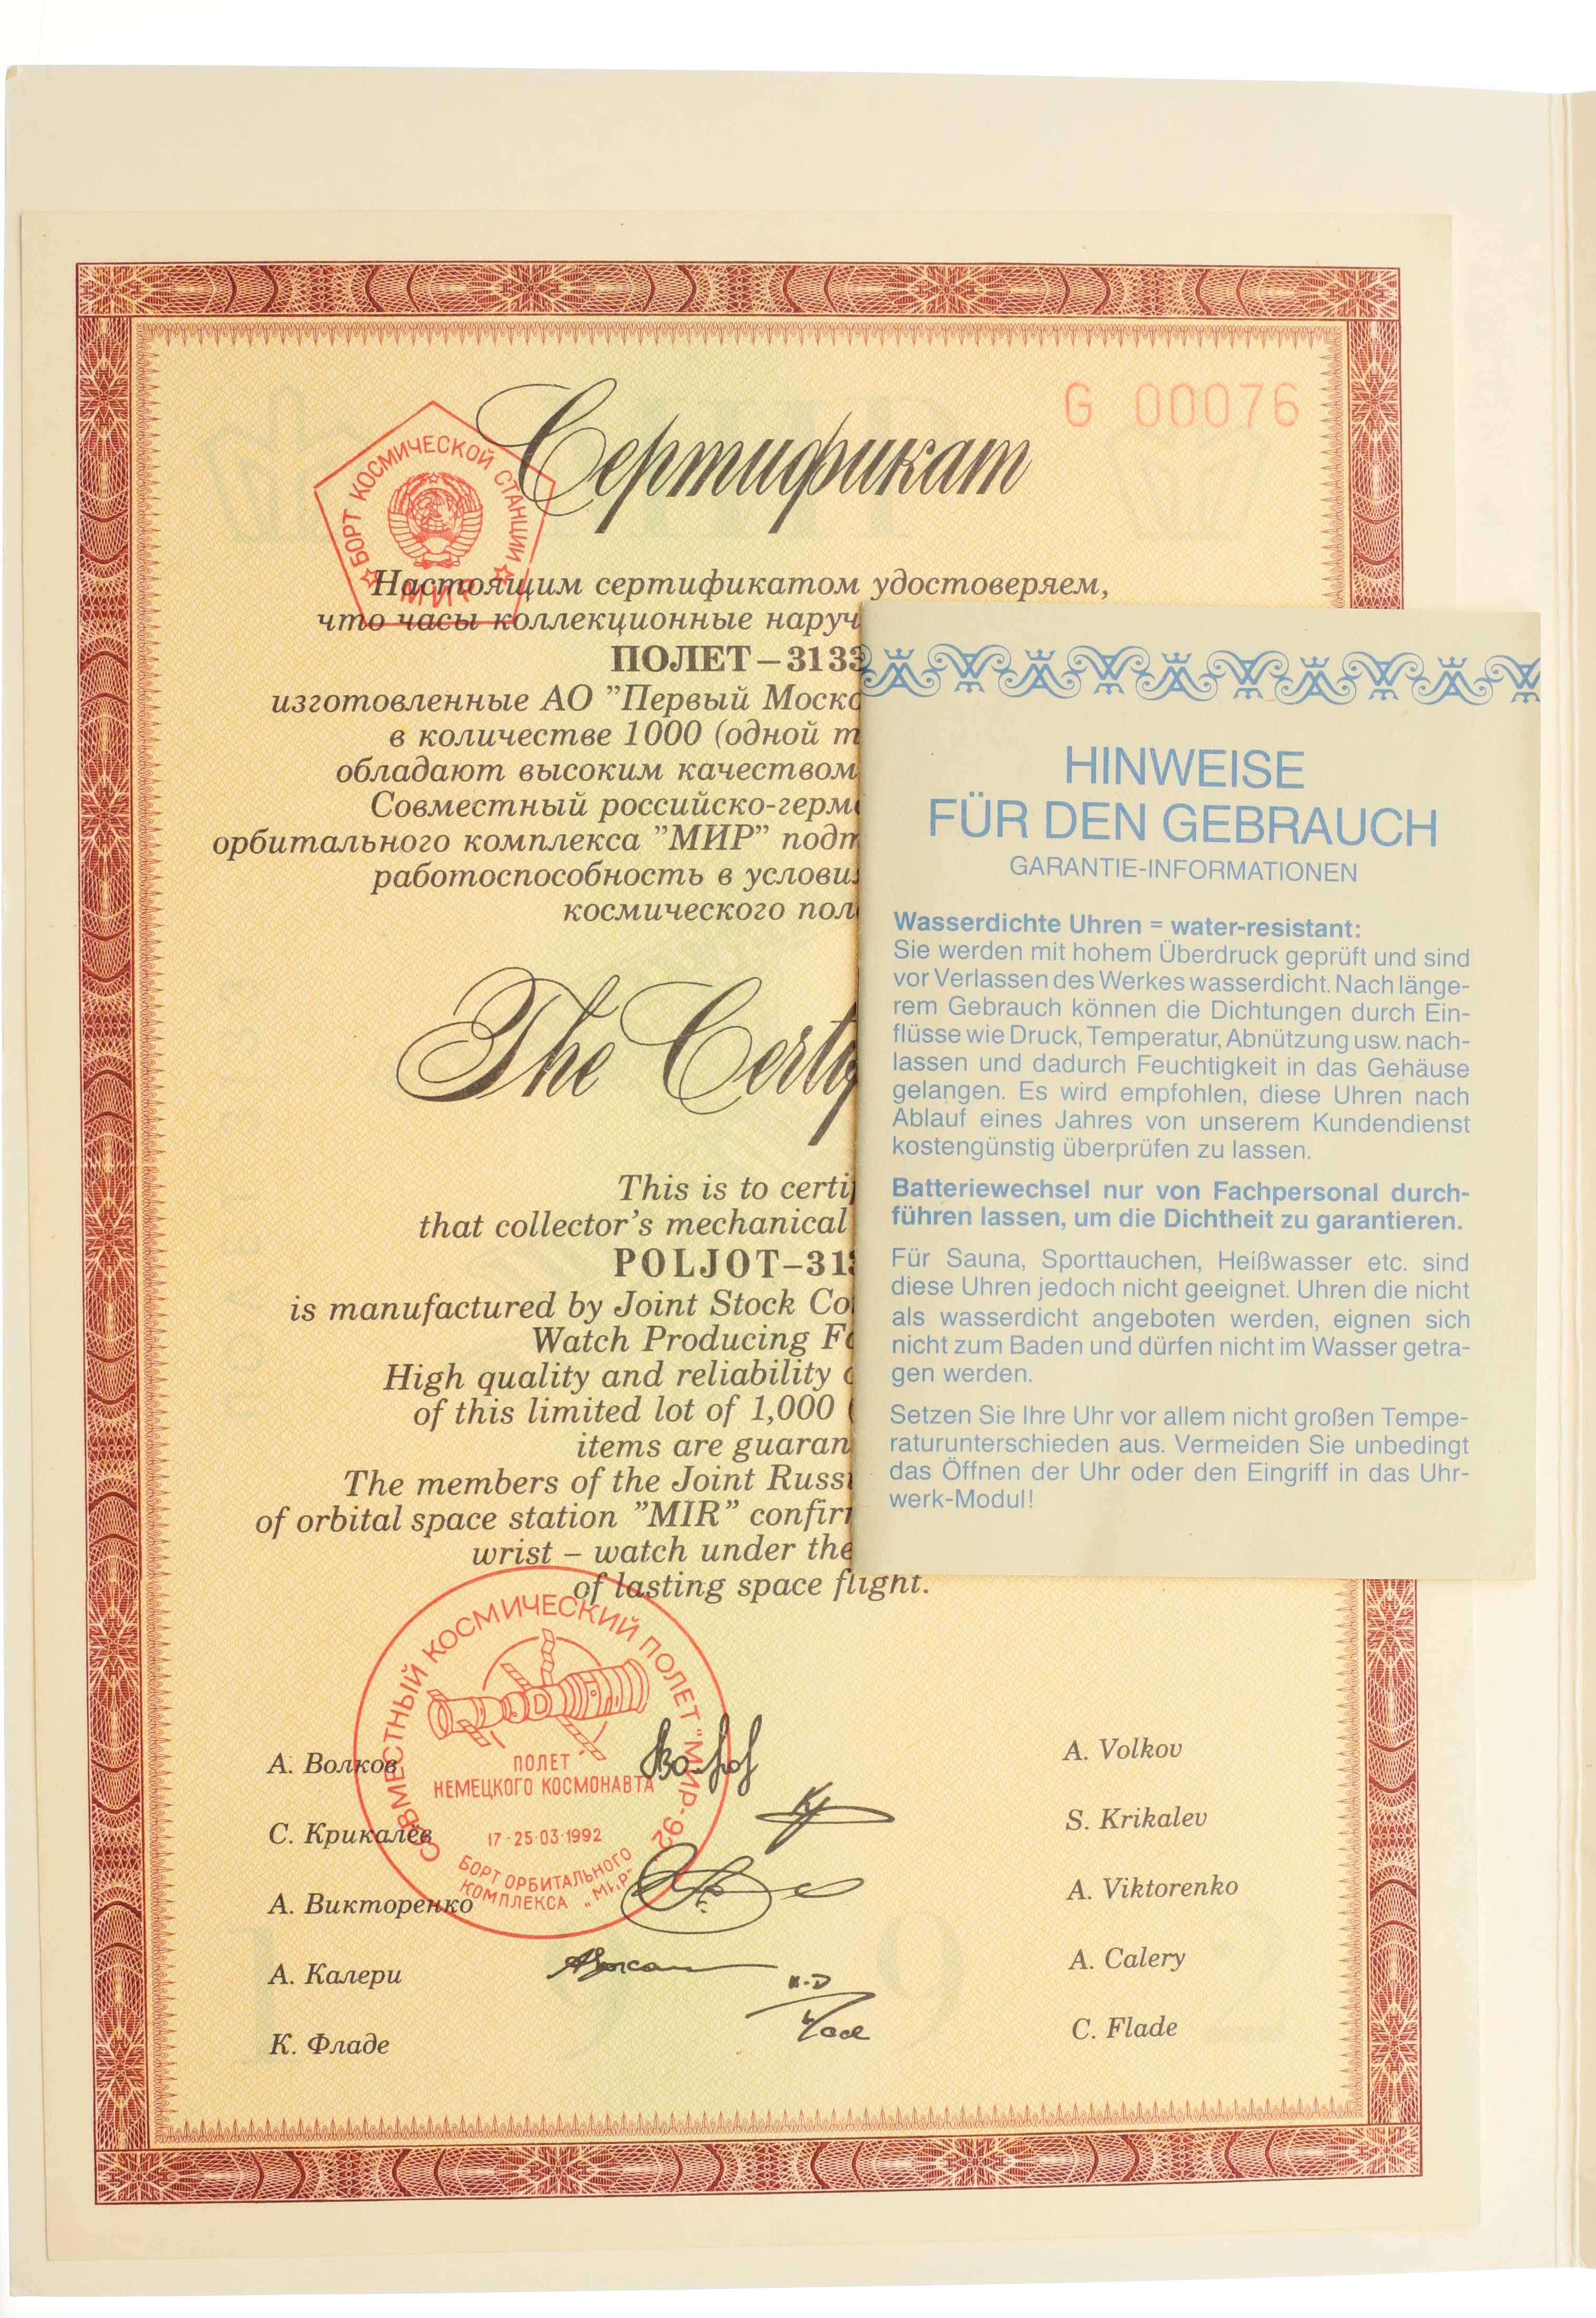 G 00076
Сертификат
★ БОРТ КОСМИЧЕСКОЙ СТАНЦИИ ★
МИР
Настоящим сертификатом удостоверяем,
что часы коллекционные наруч
ПОЛЕТ – 3133
изготовленные АО "Первый Моско
в количестве 1000 (одной т
обладают высоким качеством
Совместный российско-герм
орбитального комплекса "МИР" подт
работоспособность в услови
космического пол
The Certif
This is to certif
that collector's mechanical
POLJOT–313
is manufactured by Joint Stock Co
Watch Producing Fa
High quality and reliability o
of this limited lot of 1,000 (
items are guaran
The members of the Joint Russi
of orbital space station "MIR" confirm
wrist – watch under the
of lasting space flight.
HINWEISE
FÜR DEN GEBRAUCH
GARANTIE-INFORMATIONEN
Wasserdichte Uhren = water-resistant:
Sie werden mit hohem Überdruck geprüft und sind
vor Verlassen des Werkes wasserdicht. Nach länge-
rem Gebrauch können die Dichtungen durch Ein-
flüsse wie Druck, Temperatur, Abnützung usw. nach-
lassen und dadurch Feuchtigkeit in das Gehäuse
gelangen. Es wird empfohlen, diese Uhren nach
Ablauf eines Jahres von unserem Kundendienst
kostengünstig überprüfen zu lassen.
Batteriewechsel nur von Fachpersonal durch-
führen lassen, um die Dichtheit zu garantieren.
Für Sauna, Sporttauchen, Heißwasser etc. sind
diese Uhren jedoch nicht geeignet. Uhren die nicht
als wasserdicht angeboten werden, eignen sich
nicht zum Baden und dürfen nicht im Wasser getra-
gen werden.
Setzen Sie Ihre Uhr vor allem nicht großen Tempe-
raturunterschieden aus. Vermeiden Sie unbedingt
das Öffnen der Uhr oder den Eingriff in das Uhr-
werk-Modul!
СОВМЕСТНЫЙ КОСМИЧЕСКИЙ ПОЛЕТ "МИР-92"
ПОЛЕТ
НЕМЕЦКОГО КОСМОНАВТА
17-25·03·1992
БОРТ ОРБИТАЛЬНОГО
КОМПЛЕКСА "МИР"
А. Волков
A. Volkov
С. Крикалёв
S. Krikalev
А. Викторенко
A. Viktorenko
А. Калери
A. Calery
К. Фладе
C. Flade
1992